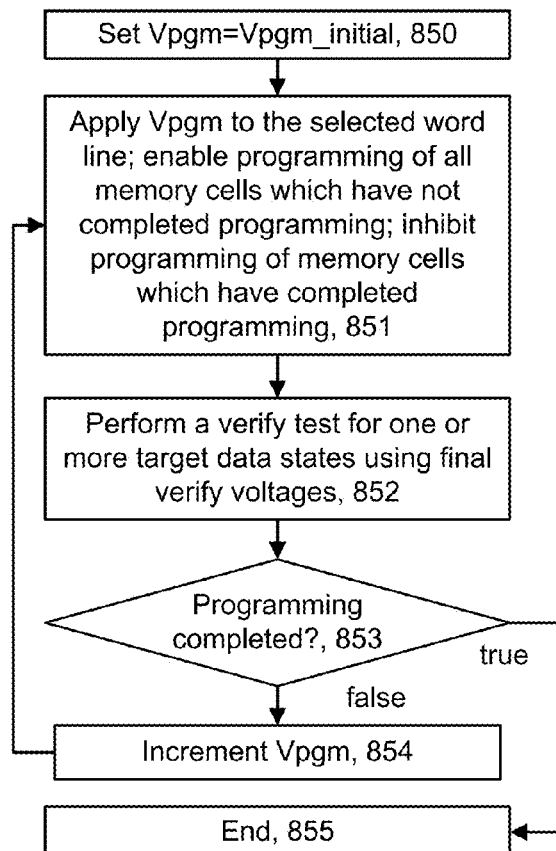 Set Vpgm=Vpgm_initial, 850
Apply Vpgm to the selected word
line; enable programming of all
memory cells which have not
completed programming; inhibit
programming of memory cells
which have completed
programming, 851
Perform a verify test for one or
more target data states using final
verify voltages, 852
Programming
completed?, 853
true
false
Increment Vpgm, 854
End, 855